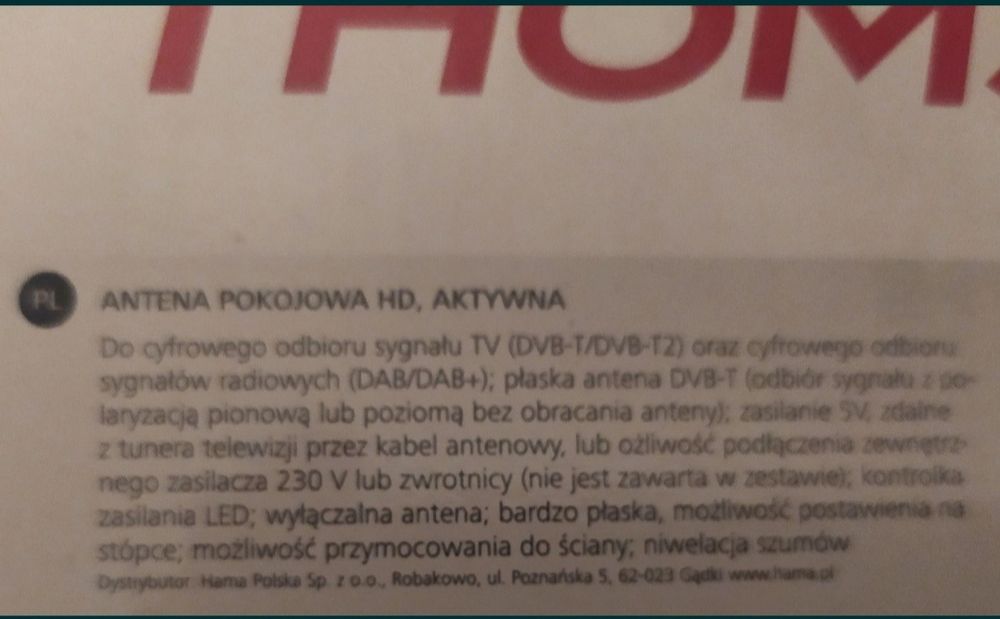 THOMS
PL
ANTENA POKOJOWA HD, AKTYWNA
Do cyfrowego odbioru sygnału TV (DVB-T/DVB-T2) oraz cyfrowego odbioru
sygnałów radiowych (DAB/DAB+); płaska antena DVB-T (odbiór sygnału z po-
laryzacją pionową lub poziomą bez obracania anteny); zasilanie 5V, zdalne
z tunera telewizji przez kabel antenowy, lub ożliwość podłączenia zewnętrz-
nego zasilacza 230 V lub zwrotnicy (nie jest zawarta w zestawie); kontrolka
zasilania LED; wyłączalna antena; bardzo płaska, możliwość postawienia na
stópce; możliwość przymocowania do ściany; niwelacja szumów
Dystrybutor: Hama Polska Sp. z o.o., Robakowo, ul. Poznańska 5, 62-023 Gądki www.hama.pl